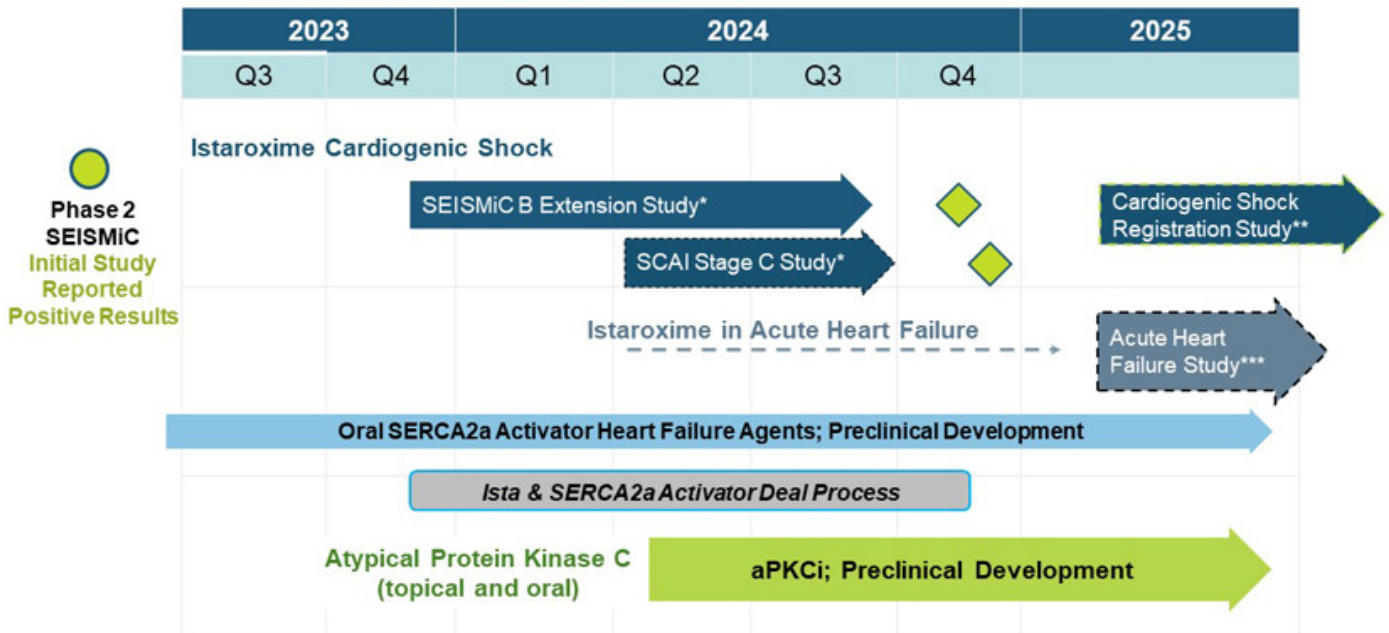 2023 2024 2025
Q3 Q4 Q1 Q2 Q3 Q4
Istaroxime Cardiogenic Shock
Phase 2
SEISMiC
Initial Study
Reported
Positive Results
SEISMiC B Extension Study*
Cardiogenic Shock
Registration Study**
SCAI Stage C Study*
Istaroxime in Acute Heart Failure
Acute Heart
Failure Study***
Oral SERCA2a Activator Heart Failure Agents; Preclinical Development
Ista & SERCA2a Activator Deal Process
Atypical Protein Kinase C
(topical and oral)
aPKCi; Preclinical Development